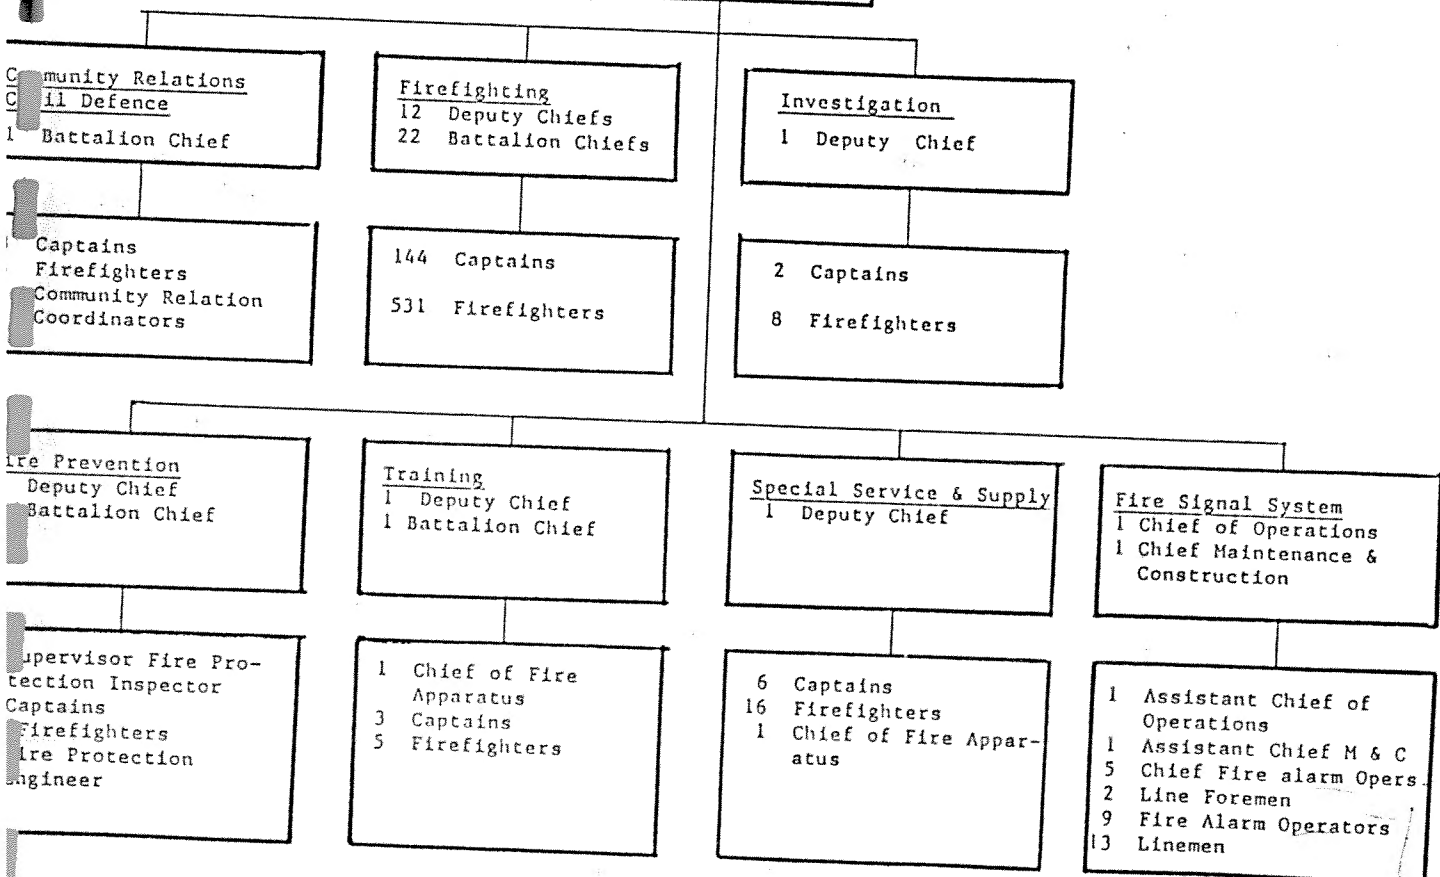 munity Relations
il Defence
1 Battalion Chief
Firefighting
12 Deputy Chiefs
22 Battalion Chiefs
Investigation
1 Deputy Chief
Captains
Firefighters
Community Relation
Coordinators
144 Captains
531 Firefighters
2 Captains
8 Firefighters
ire Prevention
Deputy Chief
Battalion Chief
Training
1 Deputy Chief
1 Battalion Chief
Special Service & Supply
1 Deputy Chief
Fire Signal System
1 Chief of Operations
1 Chief Maintenance &
Construction
upervisor Fire Pro-
tection Inspector
Captains
Firefighters
ire Protection
ngineer
1 Chief of Fire
Apparatus
3 Captains
5 Firefighters
6 Captains
16 Firefighters
1 Chief of Fire Appar-
atus
1 Assistant Chief of
Operations
1 Assistant Chief M & C
5 Chief Fire alarm Opers.
2 Line Foremen
9 Fire Alarm Operators
13 Linemen